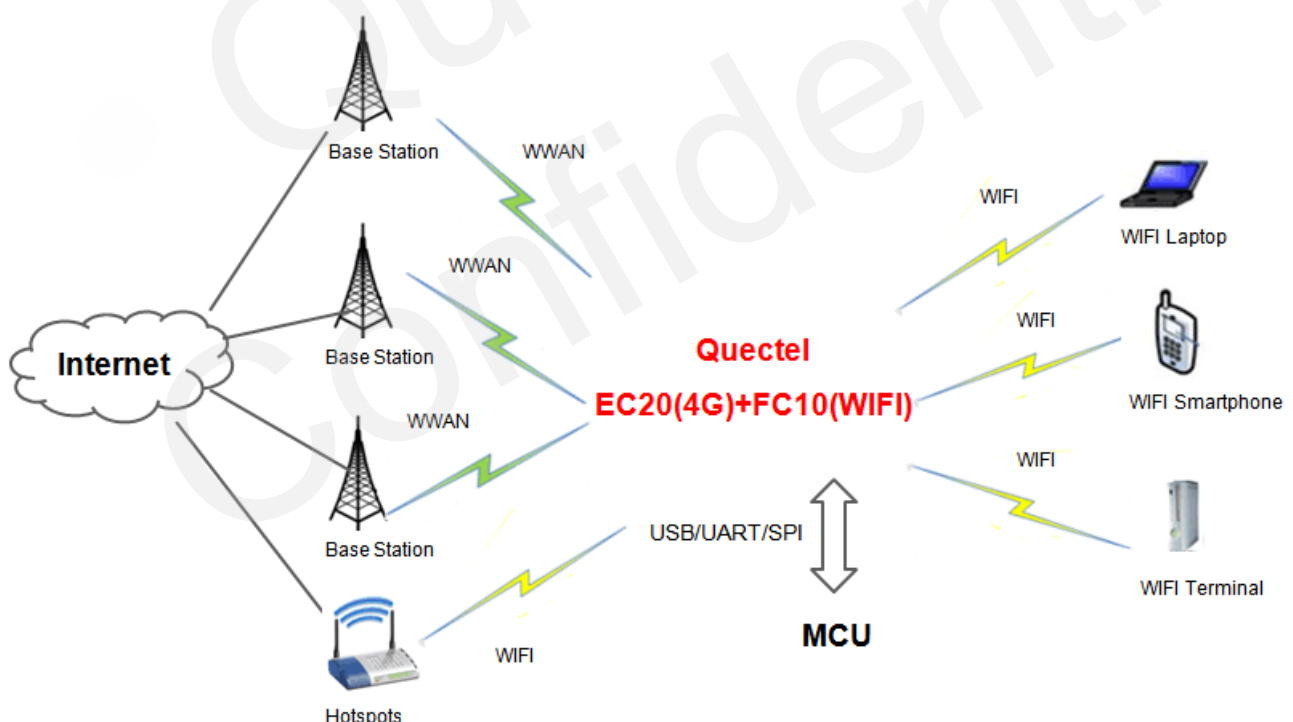 Base Station
WWAN
WIFI
WIFI Laptop
Base Station
WWAN
WIFI
Internet
Quectel
EC20(4G)+FC10(WIFI)
WIFI Smartphone
Base Station
WWAN
WIFI
USB/UART/SPI
WIFI Terminal
MCU
WIFI
Hotspots